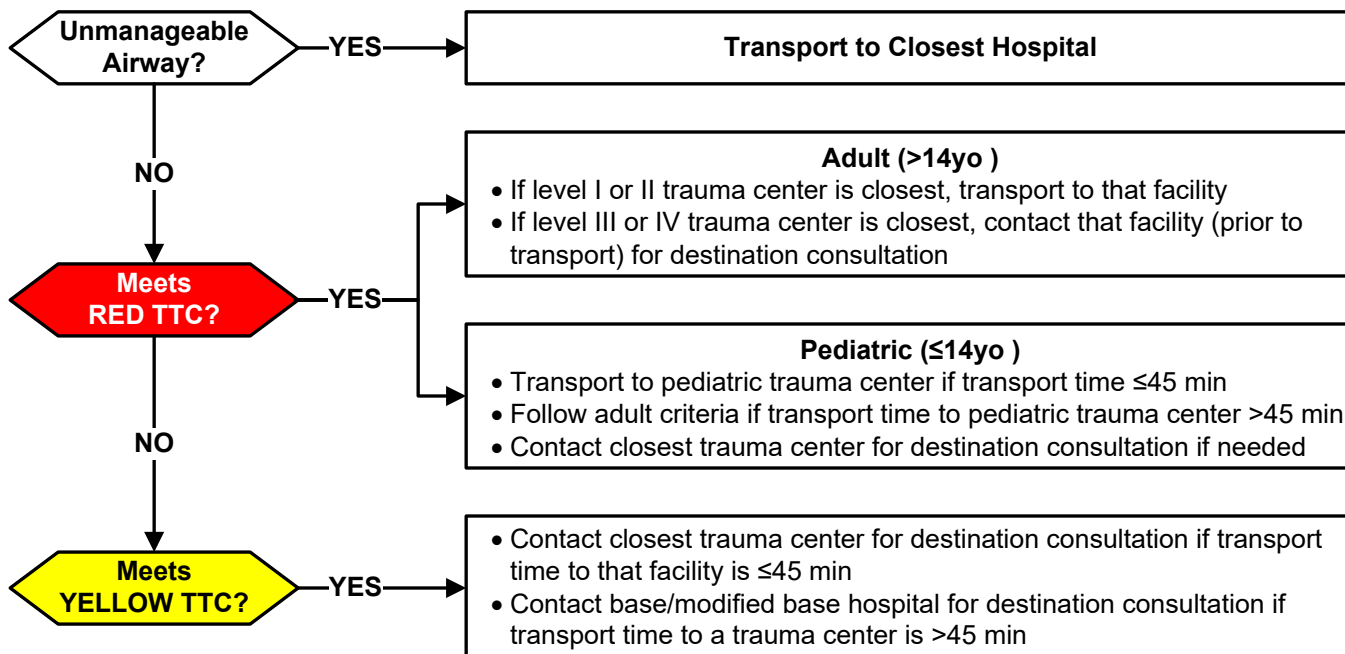 Unmanageable
Airway?
YES
Transport to Closest Hospital
NO
Meets
RED TTC?
YES
Adult (>14yo )
• If level I or II trauma center is closest, transport to that facility
• If level III or IV trauma center is closest, contact that facility (prior to
transport) for destination consultation
Pediatric (≤14yo )
• Transport to pediatric trauma center if transport time ≤45 min
• Follow adult criteria if transport time to pediatric trauma center >45 min
• Contact closest trauma center for destination consultation if needed
NO
Meets
YELLOW TTC?
YES
• Contact closest trauma center for destination consultation if transport
time to that facility is ≤45 min
• Contact base/modified base hospital for destination consultation if
transport time to a trauma center is >45 min